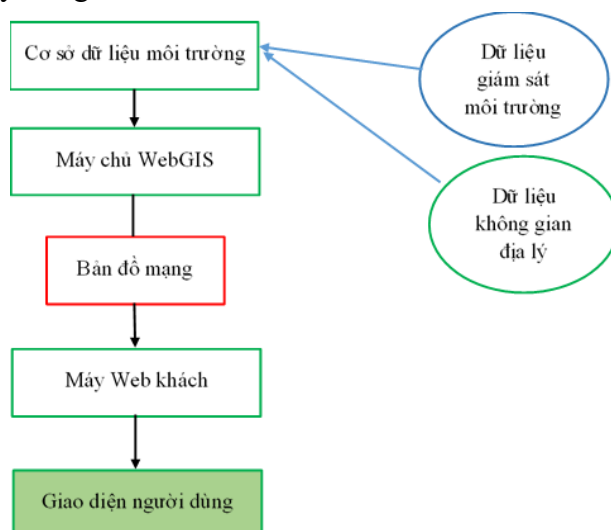 Cơ sở dữ liệu môi trường
Dữ liệu
giám sát
môi trường
Máy chủ WebGIS
Dữ liệu
không gian
địa lý
Bản đồ mạng
Máy Web khách
Giao diện người dùng